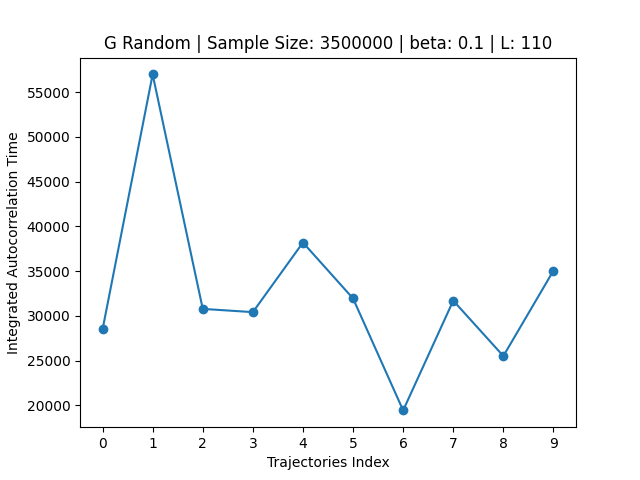 G Random | Sample Size: 3500000 | beta: 0.1 | L: 110
Integrated Autocorrelation Time
55000
50000
45000
40000
35000
30000
25000
20000
0 1 2 3 4 5 6 7 8 9
Trajectories Index